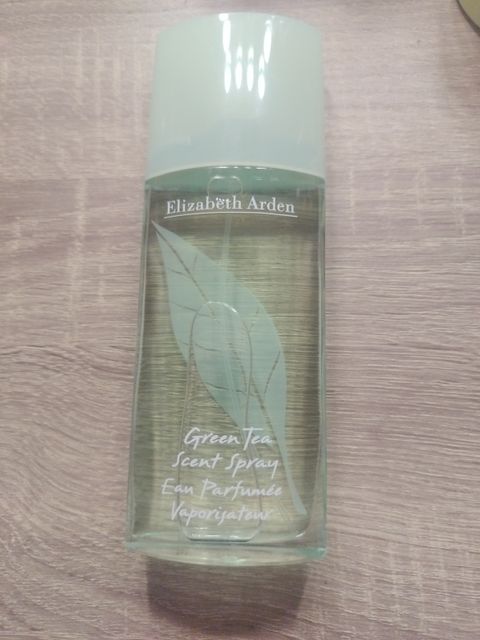 Elizabeth Arden
Green Tea
Scent Spray
Eau Parfumée
Vaporisateur